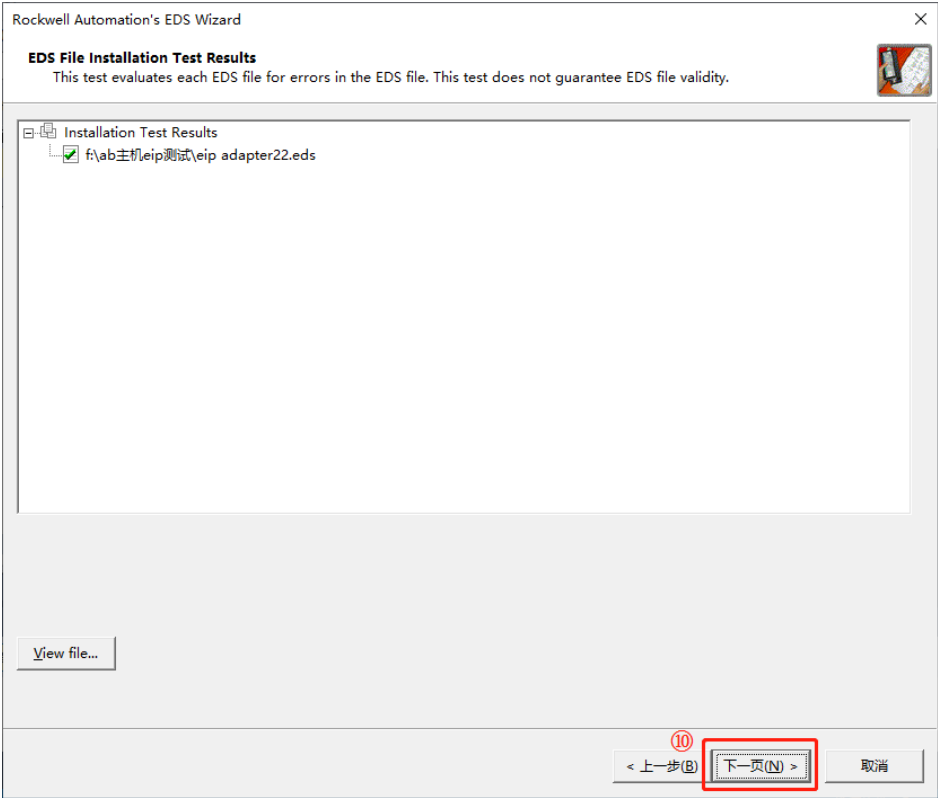 Rockwell Automation's EDS Wizard
EDS File Installation Test Results
This test evaluates each EDS file for errors in the EDS file. This test does not guarantee EDS file validity.
Installation Test Results
f:\ab主机eip测试\eip adapter22.eds
View file...
⑩
< 上一步(B)
下一页(N) >
取消